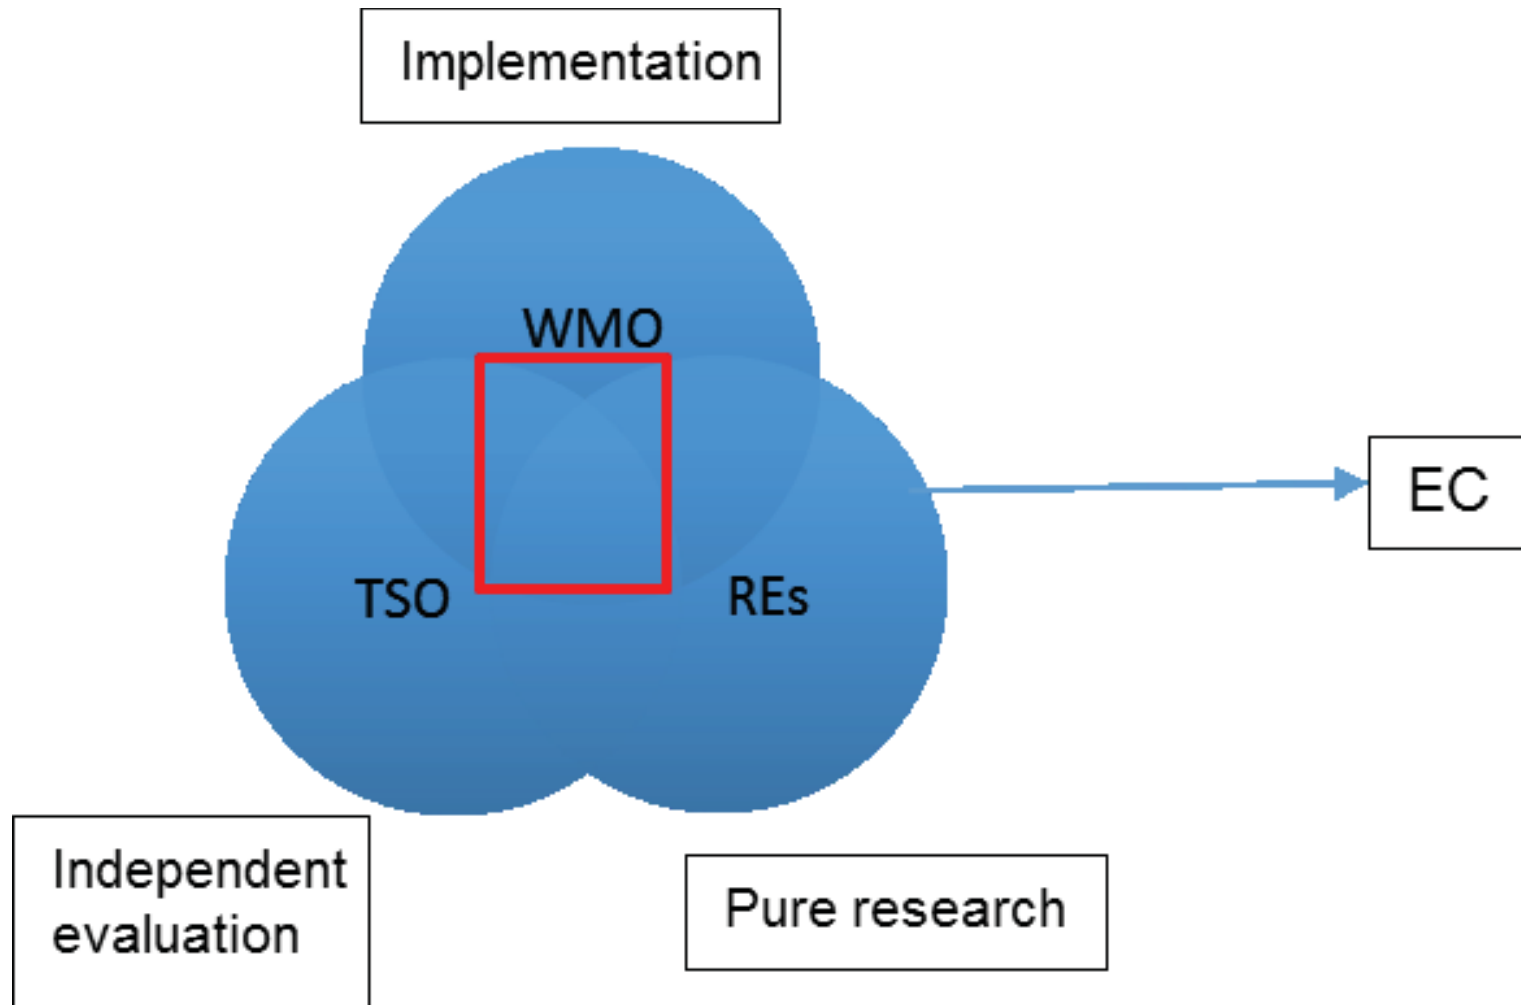 Implementation
WMO
EC
TSO
REs
Independent
evaluation
Pure research